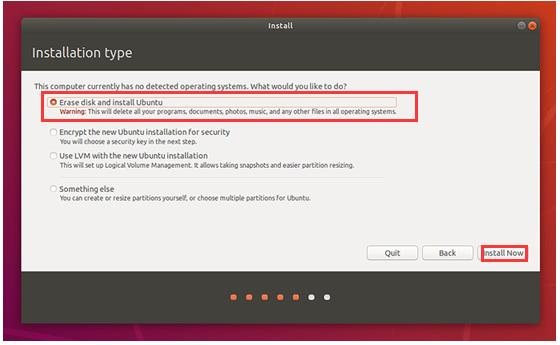 Install
Installation type
This computer currently has no detected operating systems. What would you like to do?
Erase disk and install Ubuntu
Warning: This will delete all your programs, documents, photos, music, and any other files in all operating systems.
Encrypt the new Ubuntu installation for security
You will choose a security key in the next step.
Use LVM with the new Ubuntu installation
This will set up Logical Volume Management. It allows taking snapshots and easier partition resizing.
Something else
You can create or resize partitions yourself, or choose multiple partitions for Ubuntu.
Quit Back Install Now